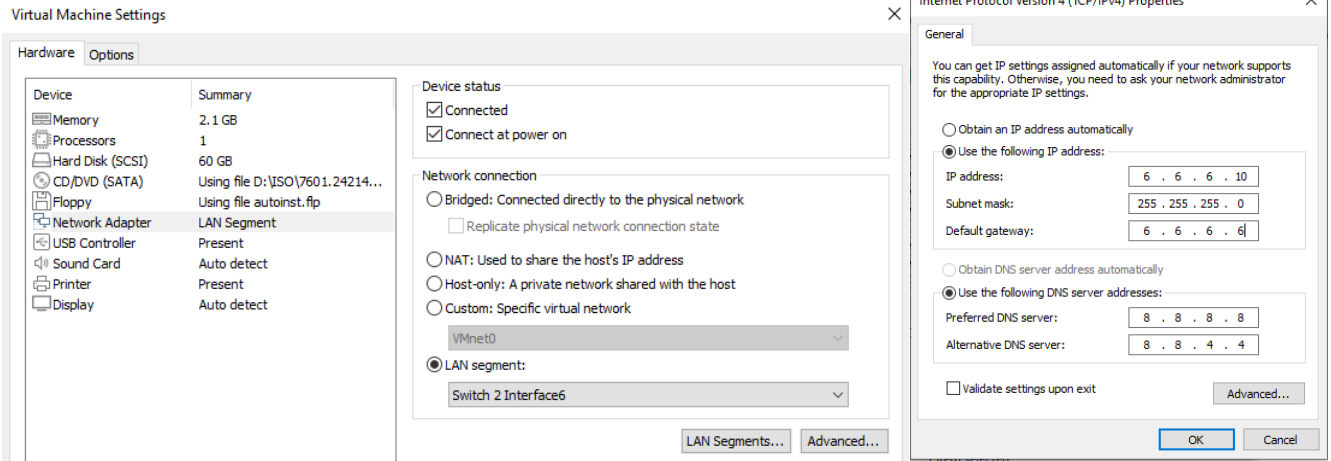 Virtual Machine Settings
Hardware Options
Device Summary
Memory 2.1 GB
Processors 1
Hard Disk (SCSI) 60 GB
CD/DVD (SATA) Using file D:\ISO\7601.24214...
Floppy Using file autoinst.flp
Network Adapter LAN Segment
USB Controller Present
Sound Card Auto detect
Printer Present
Display Auto detect
Device status
Connected
Connect at power on
Network connection
Bridged: Connected directly to the physical network
Replicate physical network connection state
NAT: Used to share the host's IP address
Host-only: A private network shared with the host
Custom: Specific virtual network
VMnet0
LAN segment:
Switch 2 Interface6
LAN Segments... Advanced...
Internet Protocol Version 4 (TCP/IPv4) Properties
General
You can get IP settings assigned automatically if your network supports
this capability. Otherwise, you need to ask your network administrator
for the appropriate IP settings.
Obtain an IP address automatically
Use the following IP address:
IP address: 6 . 6 . 6 . 10
Subnet mask: 255 . 255 . 255 . 0
Default gateway: 6 . 6 . 6 . 6
Obtain DNS server address automatically
Use the following DNS server addresses:
Preferred DNS server: 8 . 8 . 8 . 8
Alternative DNS server: 8 . 8 . 4 . 4
Validate settings upon exit
Advanced...
OK Cancel